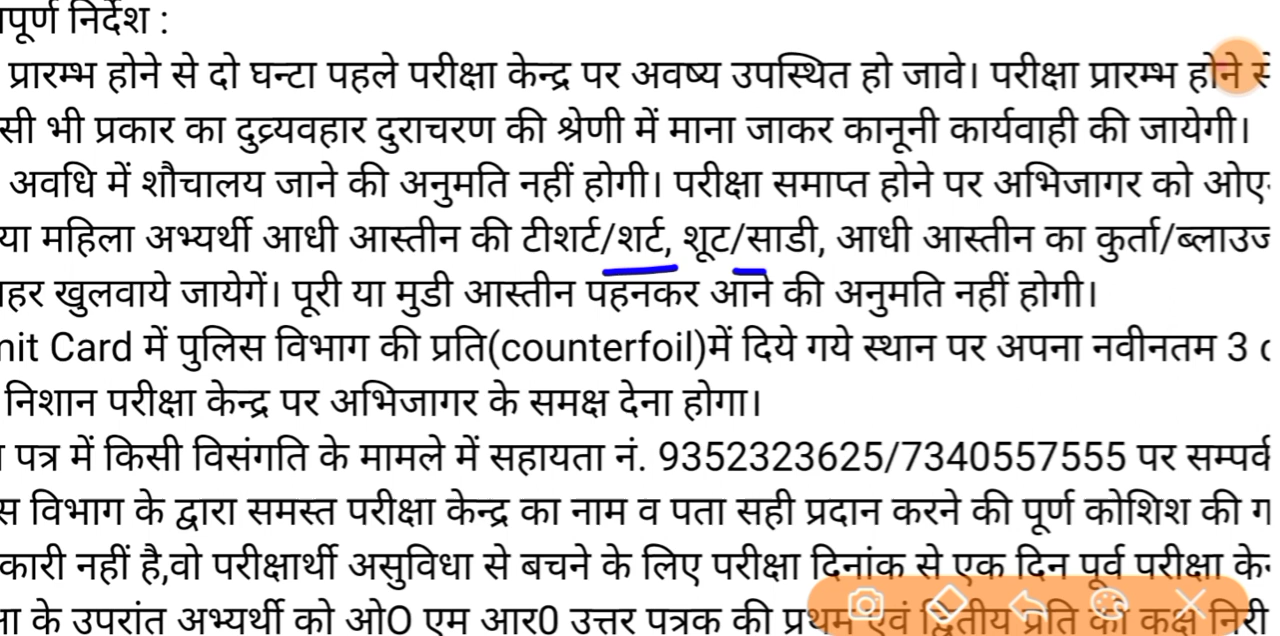 पूर्ण निर्देश :
प्रारम्भ होने से दो घन्टा पहले परीक्षा केन्द्र पर अवष्य उपस्थित हो जावे। परीक्षा प्रारम्भ होने से
सी भी प्रकार का दुव्र्यवहार दुराचरण की श्रेणी में माना जाकर कानूनी कार्यवाही की जायेगी।
अवधि में शौचालय जाने की अनुमति नहीं होगी। परीक्षा समाप्त होने पर अभिजागर को ओए
या महिला अभ्यर्थी आधी आस्तीन की टीशर्ट/शर्ट, शूट/साडी, आधी आस्तीन का कुर्ता/ब्लाउज
हर खुलवाये जायेगें। पूरी या मुडी आस्तीन पहनकर आने की अनुमति नहीं होगी।
mit Card में पुलिस विभाग की प्रति(counterfoil)में दिये गये स्थान पर अपना नवीनतम 3
निशान परीक्षा केन्द्र पर अभिजागर के समक्ष देना होगा।
पत्र में किसी विसंगति के मामले में सहायता नं. 9352323625/7340557555 पर सम्पर्क
स विभाग के द्वारा समस्त परीक्षा केन्द्र का नाम व पता सही प्रदान करने की पूर्ण कोशिश की ग
कारी नहीं है,वो परीक्षार्थी असुविधा से बचने के लिए परीक्षा दिनांक से एक दिन पूर्व परीक्षा के
के उपरांत अभ्यर्थी को ओ0 एम आर0 उत्तर पत्रक की प्रथम एवं द्वितीय प्रति को कक्ष निरी